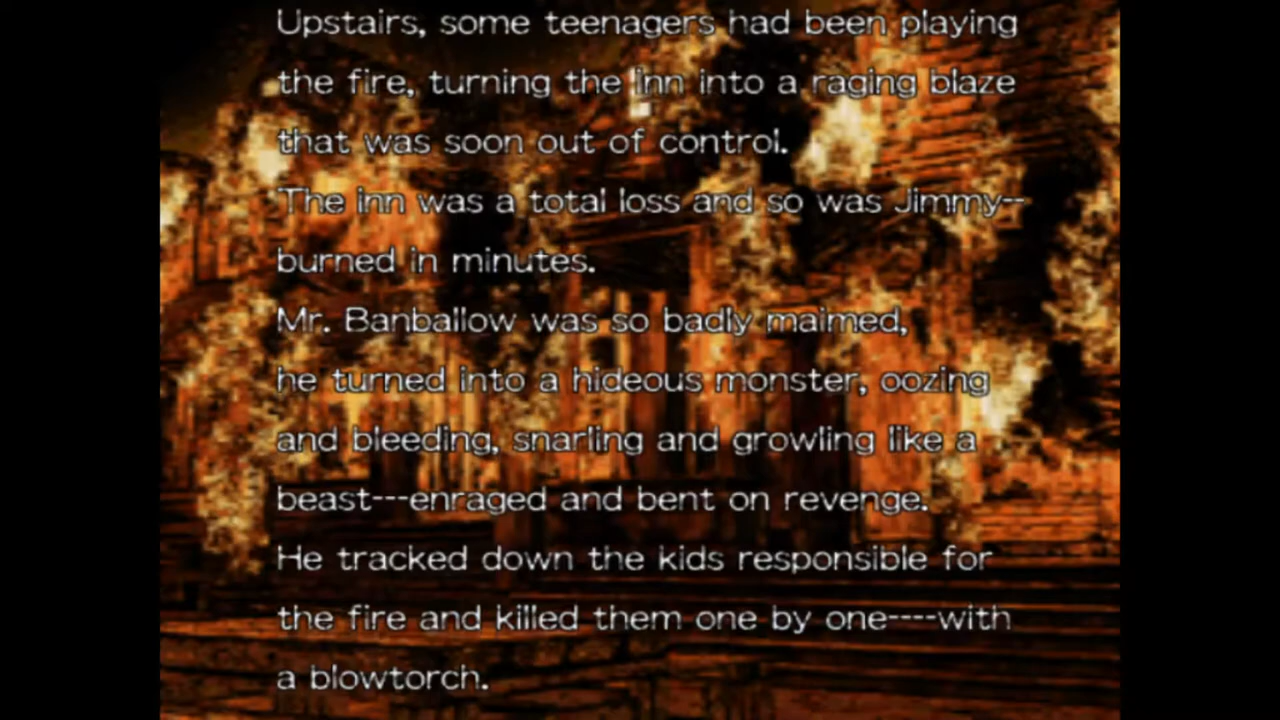 Upstairs, some teenagers had been playing
the fire, turning the inn into a raging blaze
that was soon out of control.
The inn was a total loss and so was Jimmy--
burned in minutes.
Mr. Banballow was so badly maimed,
he turned into a hideous monster, oozing
and bleeding, snarling and growling like a
beast---enraged and bent on revenge.
He tracked down the kids responsible for
the fire and killed them one by one----with
a blowtorch.